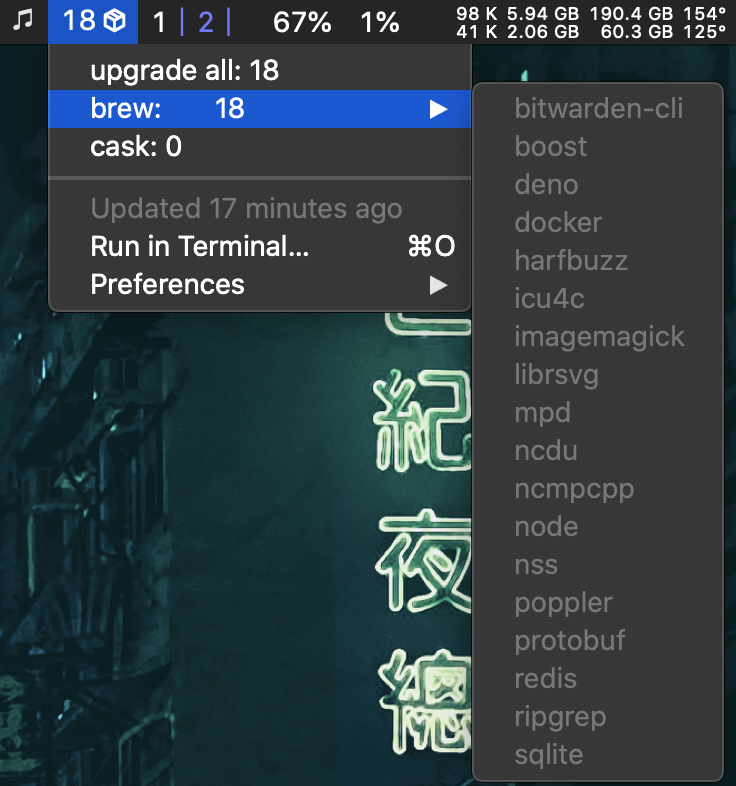 18 1 | 2 | 67% 1% 98 K 5.94 GB 190.4 GB 154°
41 K 2.06 GB 60.3 GB 125°
upgrade all: 18
brew: 18
cask: 0
Updated 17 minutes ago
Run in Terminal... ⌘O
Preferences
bitwarden-cli
boost
deno
docker
harfbuzz
icu4c
imagemagick
librsvg
mpd
ncdu
ncmpcpp
node
nss
poppler
protobuf
redis
ripgrep
sqlite
紀
夜
總